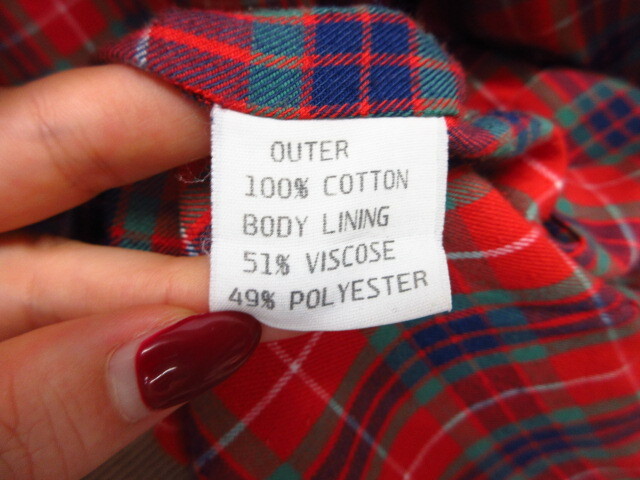 OUTER
100% COTTON
BODY LINING
51% VISCOSE
49% POLYESTER